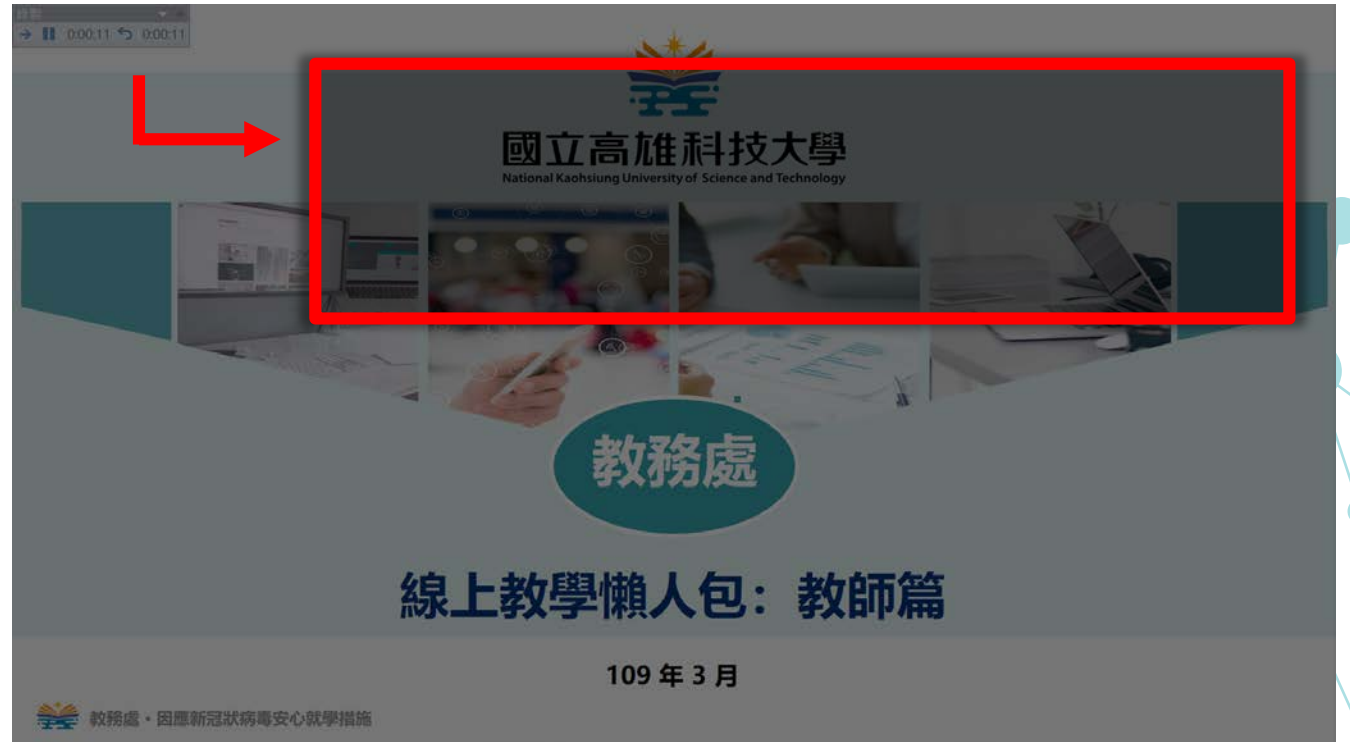 錄製
0:00:11 0:00:11
國立高雄科技大學
National Kaohsiung University of Science and Technology
教務處
線上教學懶人包：教師篇
109 年 3 月
教務處・因應新冠狀病毒安心就學措施